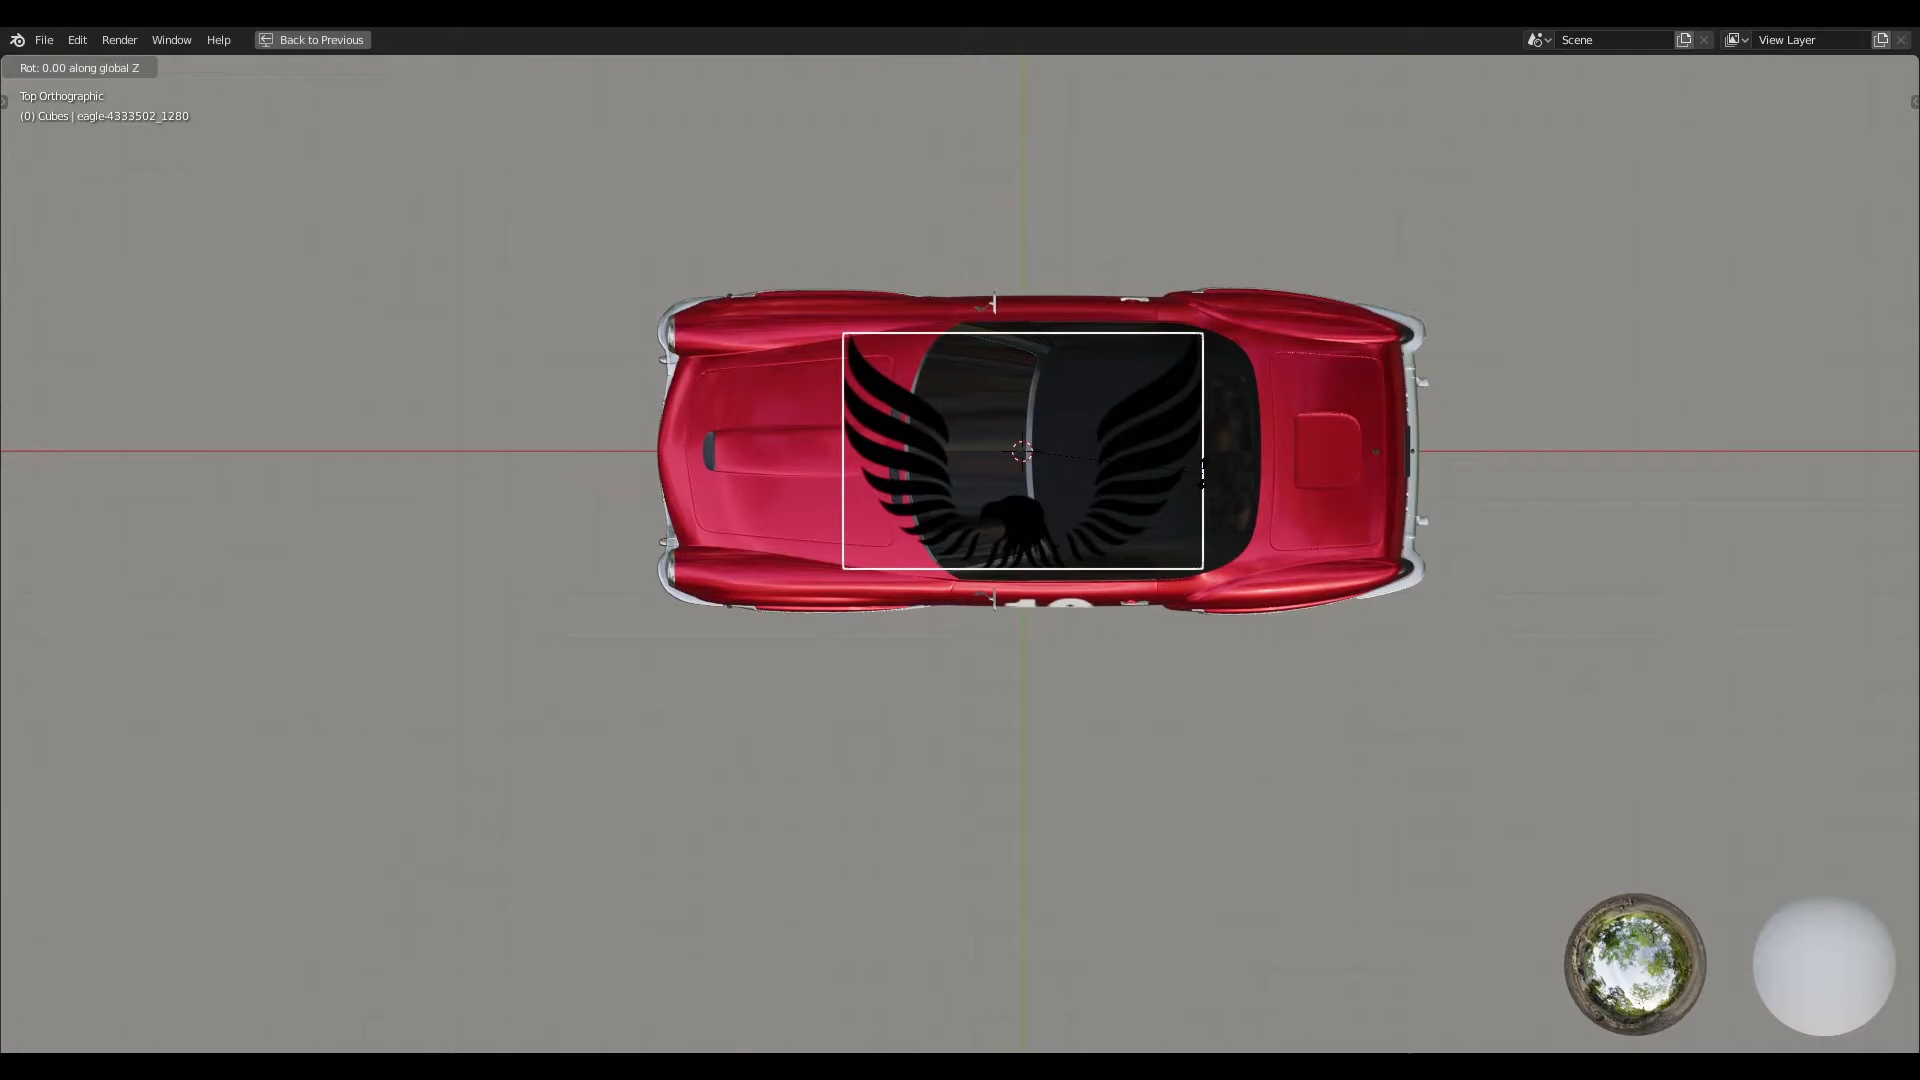 File Edit Render Window Help Back to Previous Scene View Layer
Rot: 0.00 along global Z
Top Orthographic
(0) Cubes | eagle-4333502_1280